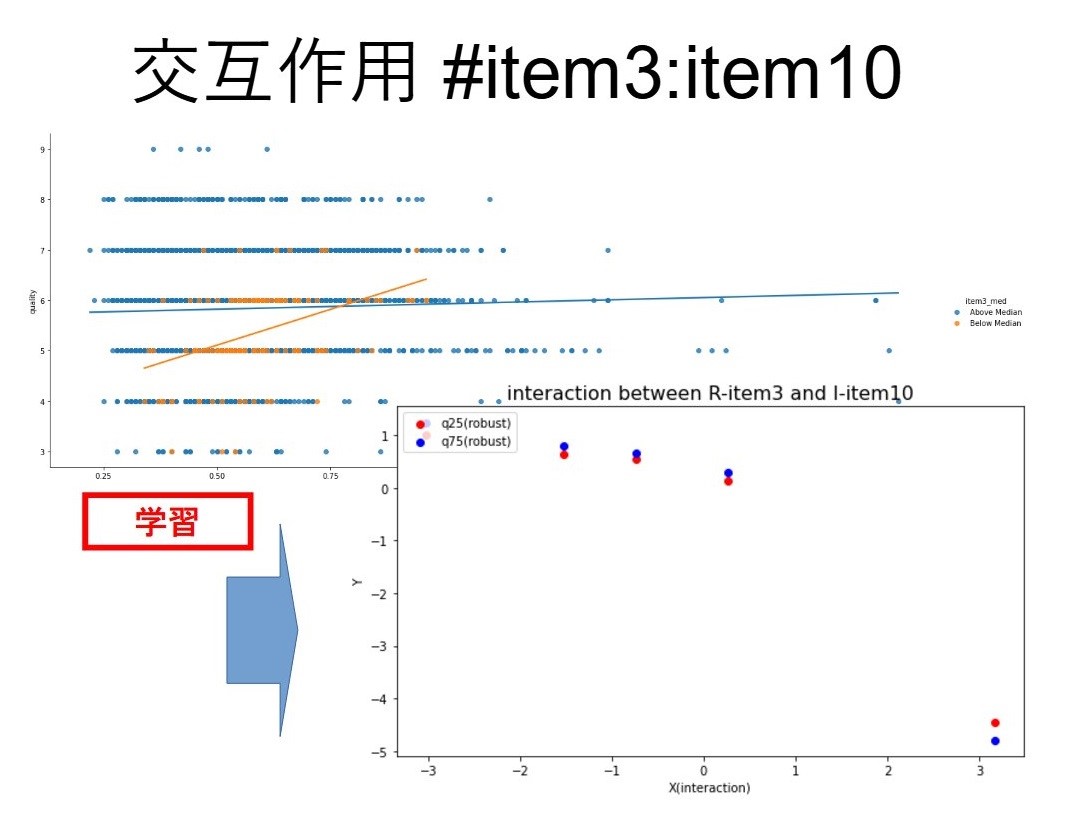 交互作用 #item3:item10
9
8
7
6
5
4
3
quality
0.25
0.50
0.75
item3_med
Above Median
Below Median
学習
interaction between R-item3 and I-item10
q25(robust)
q75(robust)
1
0
−1
−2
−3
−4
−5
Y
−3
−2
−1
0
1
2
3
X(interaction)